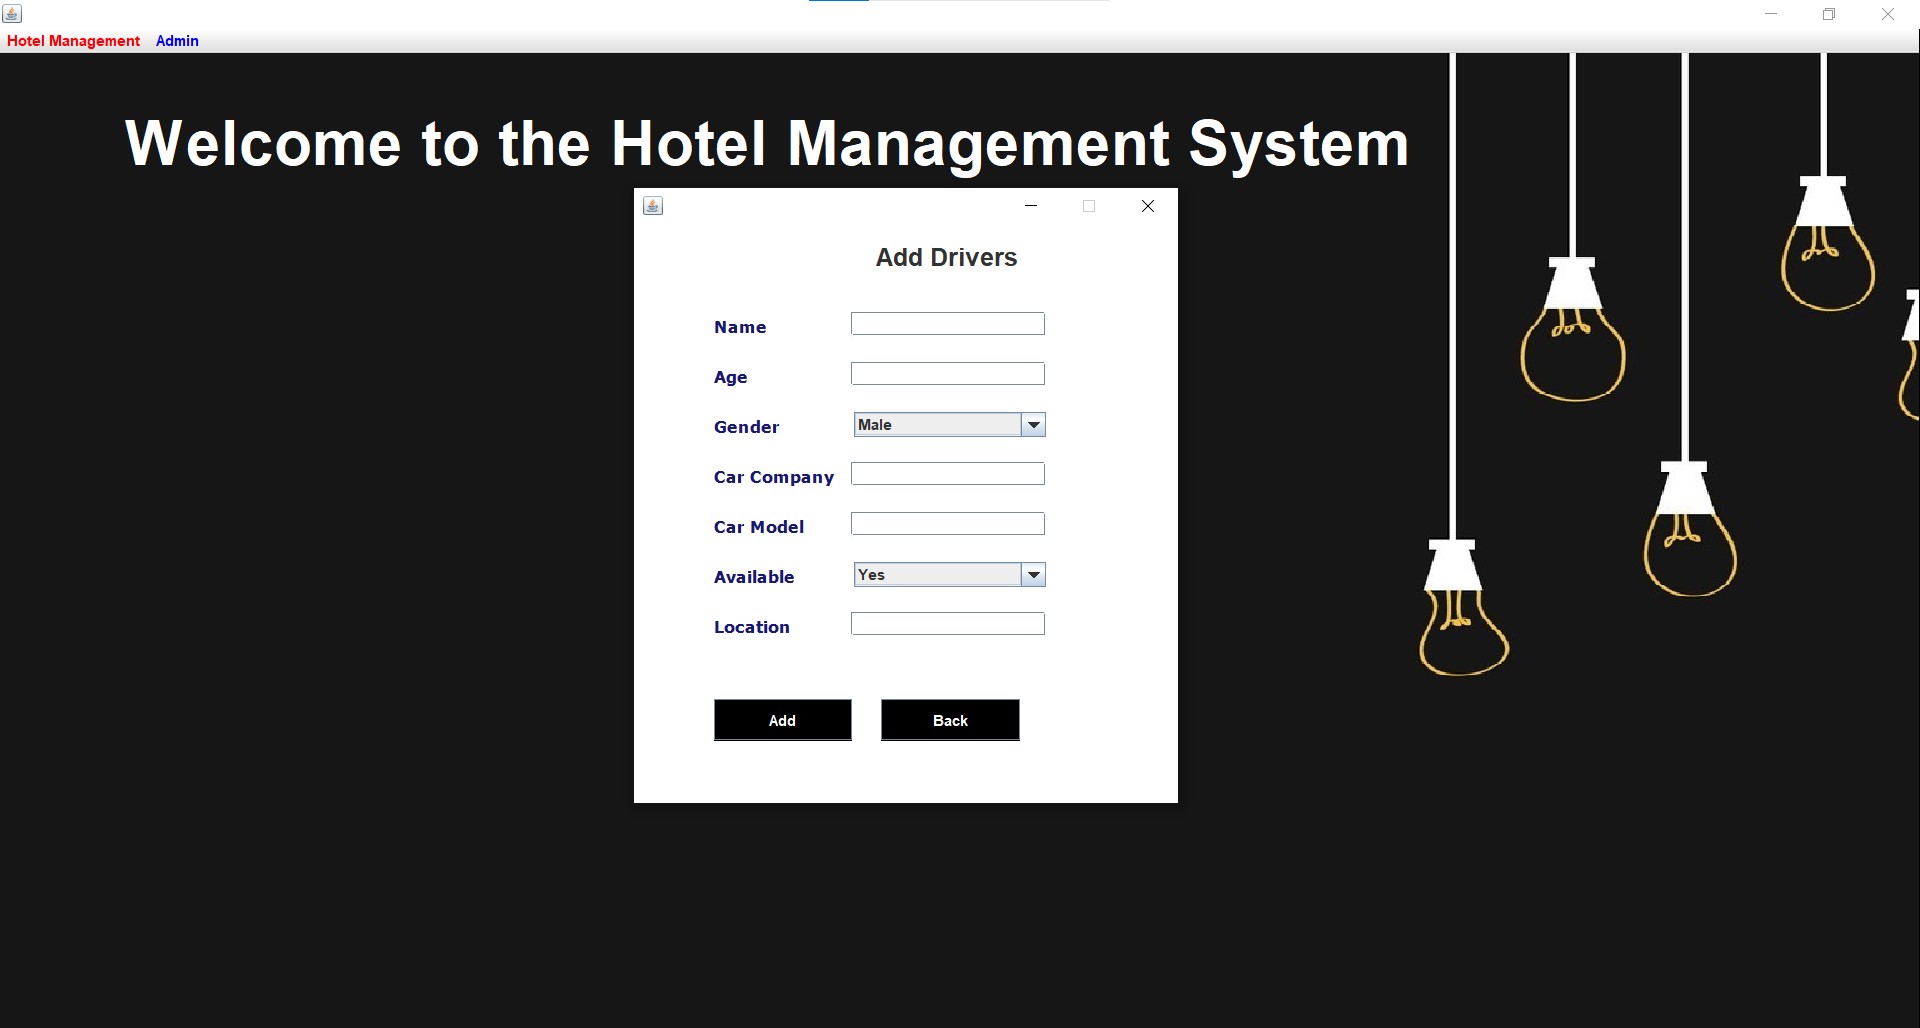 Hotel Management Admin
Welcome to the Hotel Management System
Add Drivers
Name
Age
Gender Male
Car Company
Car Model
Available Yes
Location
Add Back